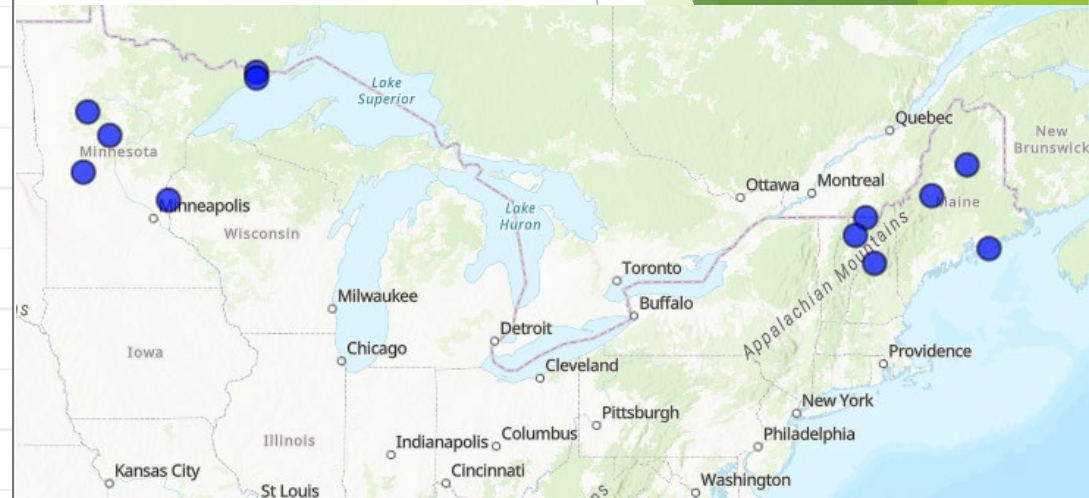 Lake
Superior
Quebec
New
Brunswick
Minnesota
Ottawa
Montreal
Maine
Minneapolis
Lake
Huron
Wisconsin
Toronto
Appalachian Mountains
Milwaukee
Buffalo
s
Detroit
Iowa
Chicago
Cleveland
Providence
New York
Pittsburgh
Illinois
Indianapolis
Columbus
Philadelphia
Kansas City
Cincinnati
Washington
St Louis
ns